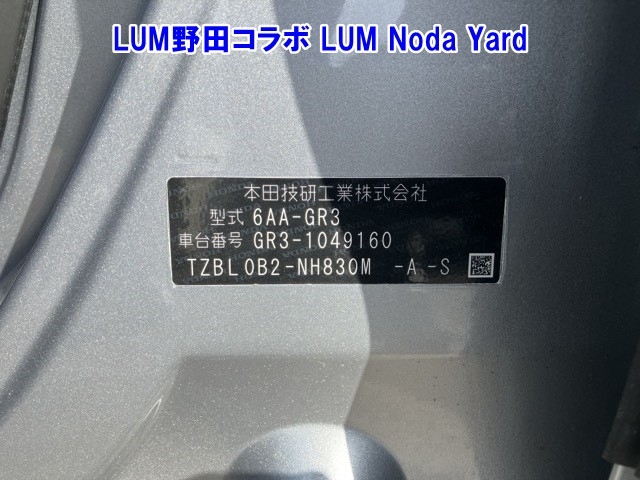 LUM野田コラボ LUM Noda Yard
本田技研工業株式会社
型式 6AA-GR3
車台番号 GR3-1049160
TZBL0B2-NH830M -A -S